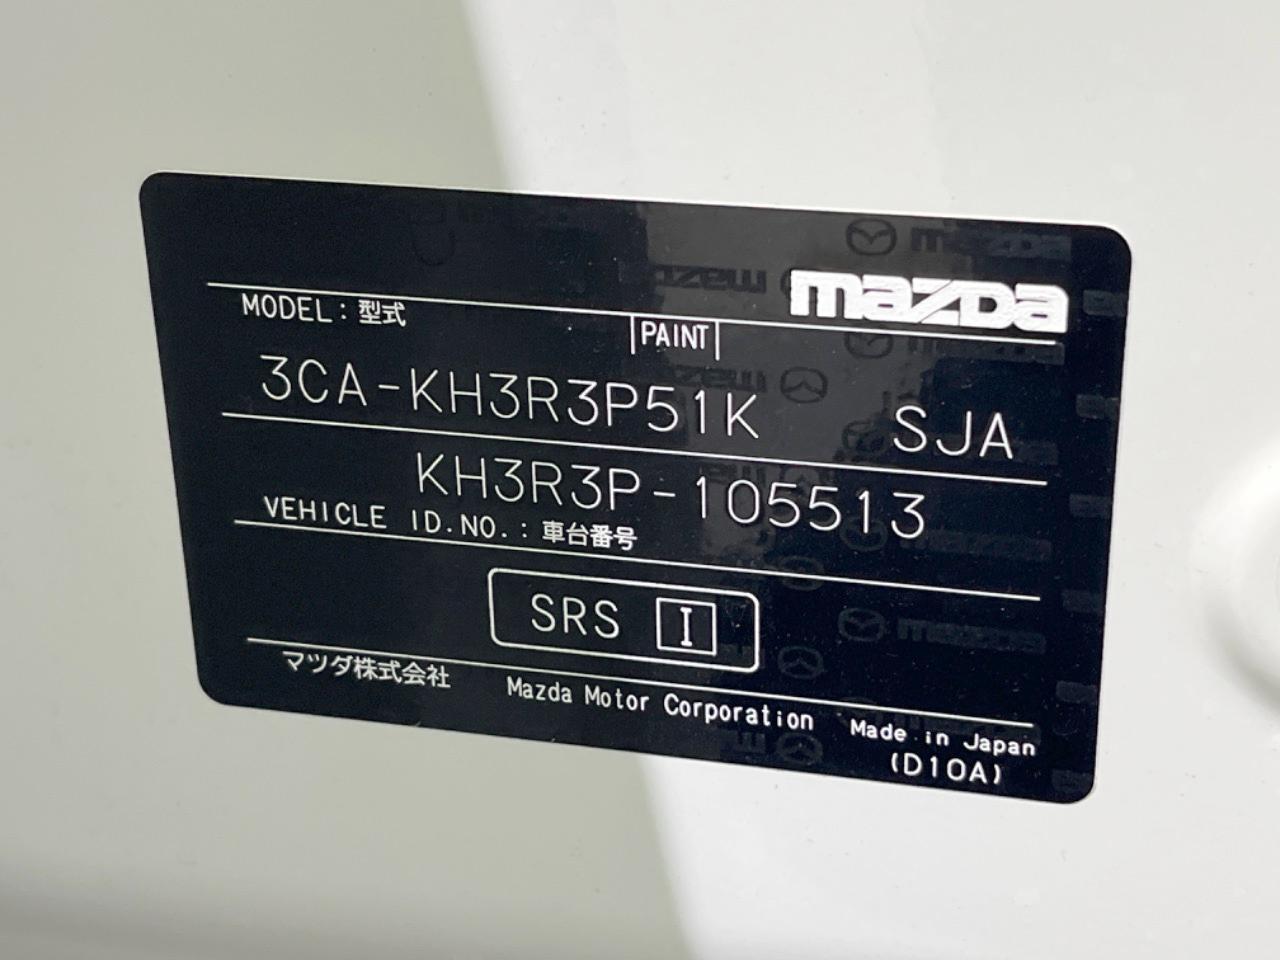 mazda
MODEL：型式
PAINT
3CA-KH3R3P51K SJA
KH3R3P-105513
VEHICLE ID.NO.：車台番号
SRS I
マツダ株式会社 Mazda Motor Corporation Made in Japan
(D10A)